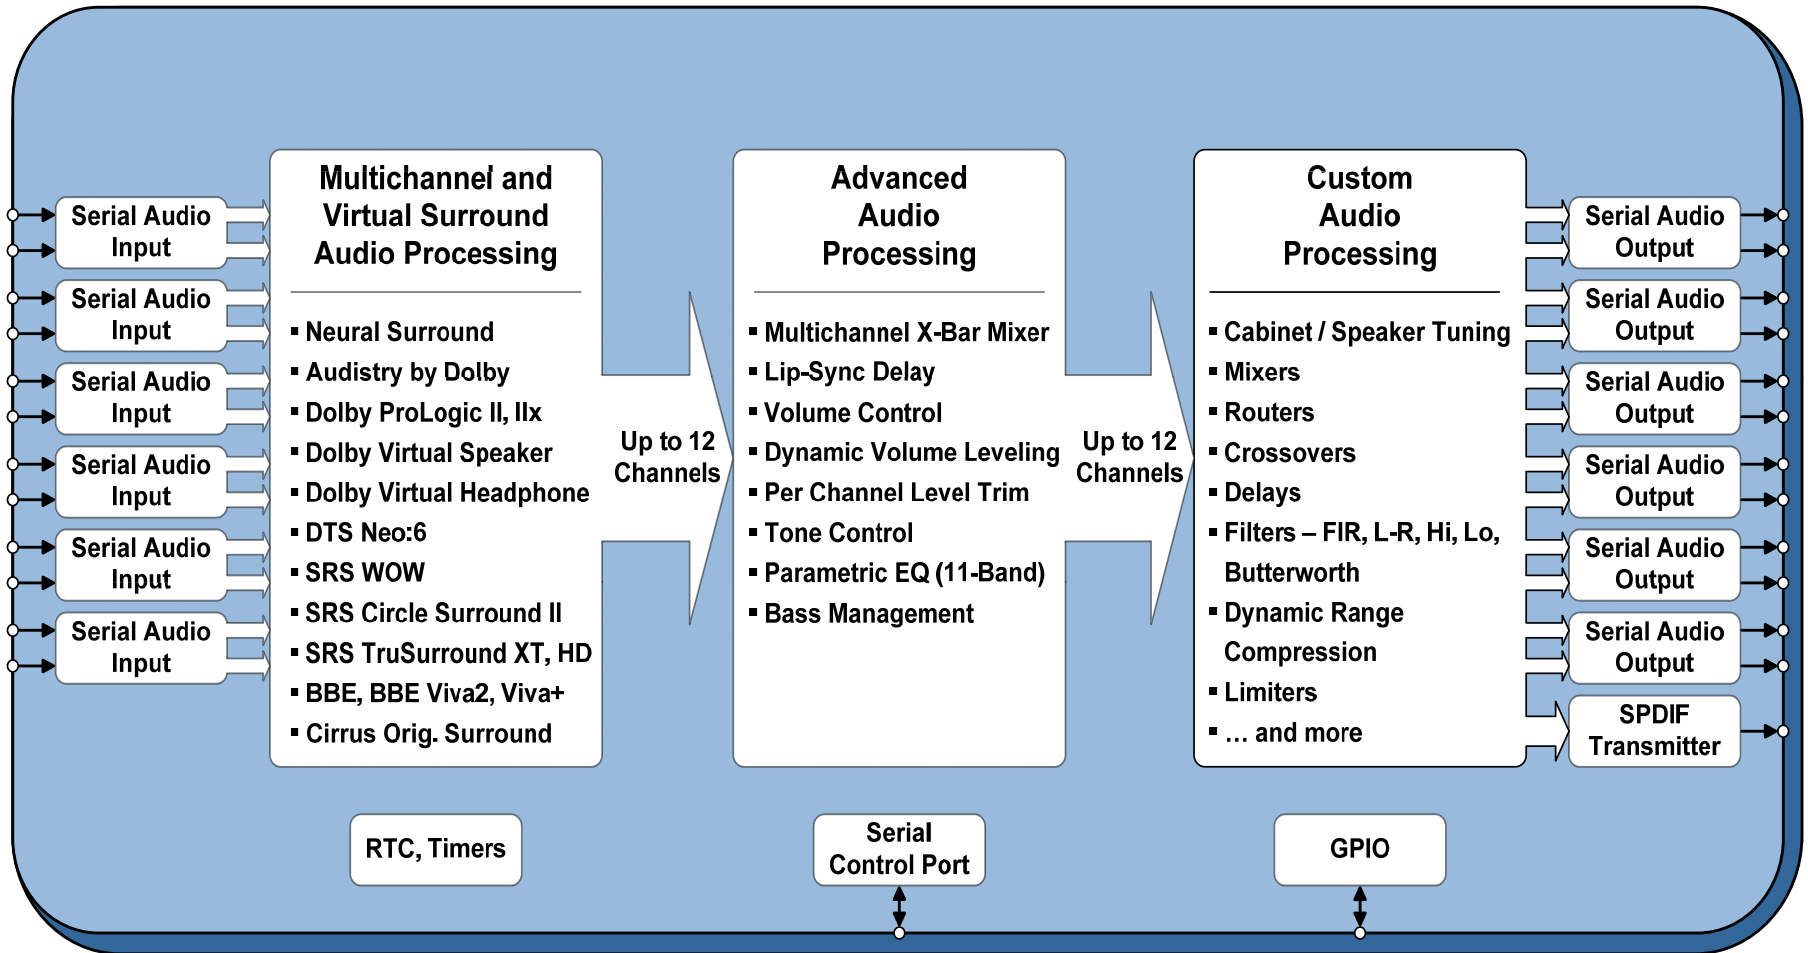 Serial Audio
Input
Serial Audio
Input
Serial Audio
Input
Serial Audio
Input
Serial Audio
Input
Serial Audio
Input
Multichannel and
Virtual Surround
Audio Processing
▪ Neural Surround
▪ Audistry by Dolby
▪ Dolby ProLogic II, IIx
▪ Dolby Virtual Speaker
▪ Dolby Virtual Headphone
▪ DTS Neo:6
▪ SRS WOW
▪ SRS Circle Surround II
▪ SRS TruSurround XT, HD
▪ BBE, BBE Viva2, Viva+
▪ Cirrus Orig. Surround
Up to 12
Channels
Advanced
Audio
Processing
▪ Multichannel X-Bar Mixer
▪ Lip-Sync Delay
▪ Volume Control
▪ Dynamic Volume Leveling
▪ Per Channel Level Trim
▪ Tone Control
▪ Parametric EQ (11-Band)
▪ Bass Management
Up to 12
Channels
Custom
Audio
Processing
▪ Cabinet / Speaker Tuning
▪ Mixers
▪ Routers
▪ Crossovers
▪ Delays
▪ Filters – FIR, L-R, Hi, Lo,
Butterworth
▪ Dynamic Range
Compression
▪ Limiters
▪ ... and more
Serial Audio
Output
Serial Audio
Output
Serial Audio
Output
Serial Audio
Output
Serial Audio
Output
Serial Audio
Output
SPDIF
Transmitter
RTC, Timers
Serial
Control Port
GPIO